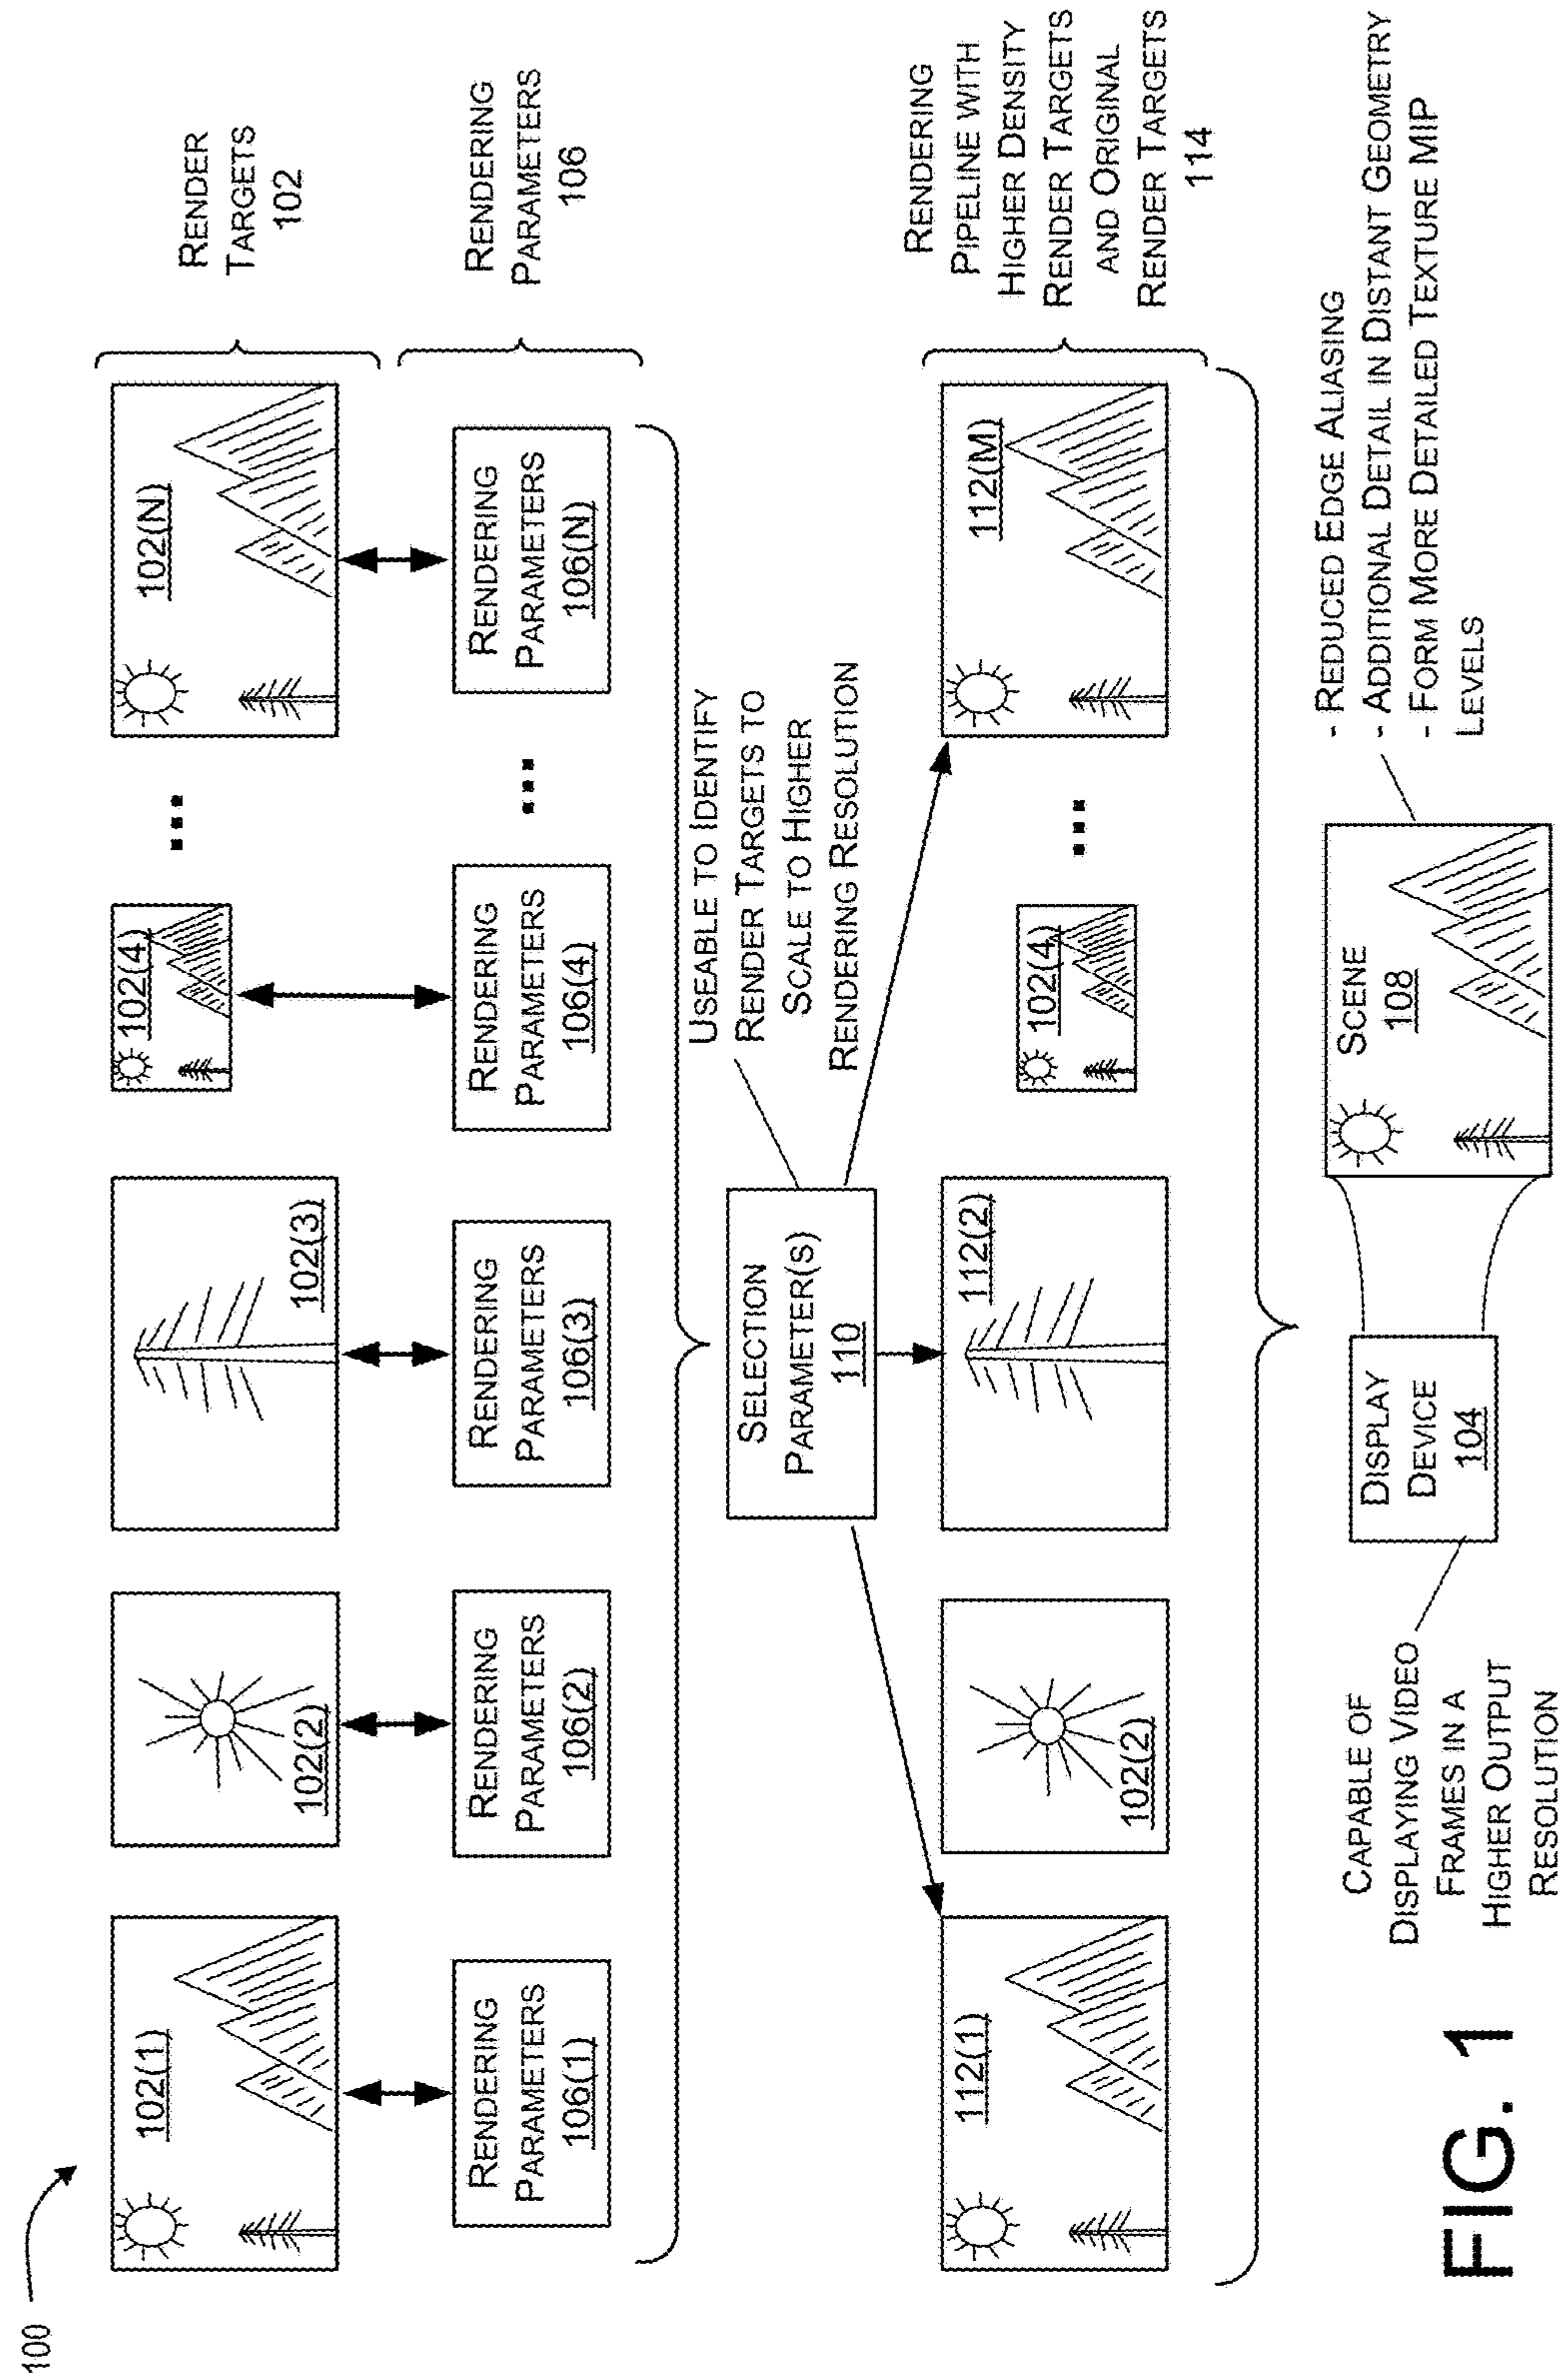 100
RENDER
TARGETS
102
102(1)
102(2)
102(3)
102(4)
...
102(N)
RENDERING
PARAMETERS
106
RENDERING
PARAMETERS
106(1)
RENDERING
PARAMETERS
106(2)
RENDERING
PARAMETERS
106(3)
RENDERING
PARAMETERS
106(4)
...
RENDERING
PARAMETERS
106(N)
SELECTION
PARAMETER(S)
110
USEABLE TO IDENTIFY
RENDER TARGETS TO
SCALE TO HIGHER
RENDERING RESOLUTION
112(1)
102(2)
112(2)
102(4)
...
112(M)
RENDERING
PIPELINE WITH
HIGHER DENSITY
RENDER TARGETS
AND ORIGINAL
RENDER TARGETS
114
CAPABLE OF
DISPLAYING VIDEO
FRAMES IN A
HIGHER OUTPUT
RESOLUTION
DISPLAY
DEVICE
104
SCENE
108
- REDUCED EDGE ALIASING
- ADDITIONAL DETAIL IN DISTANT GEOMETRY
- FORM MORE DETAILED TEXTURE MIP
LEVELS
FIG. 1